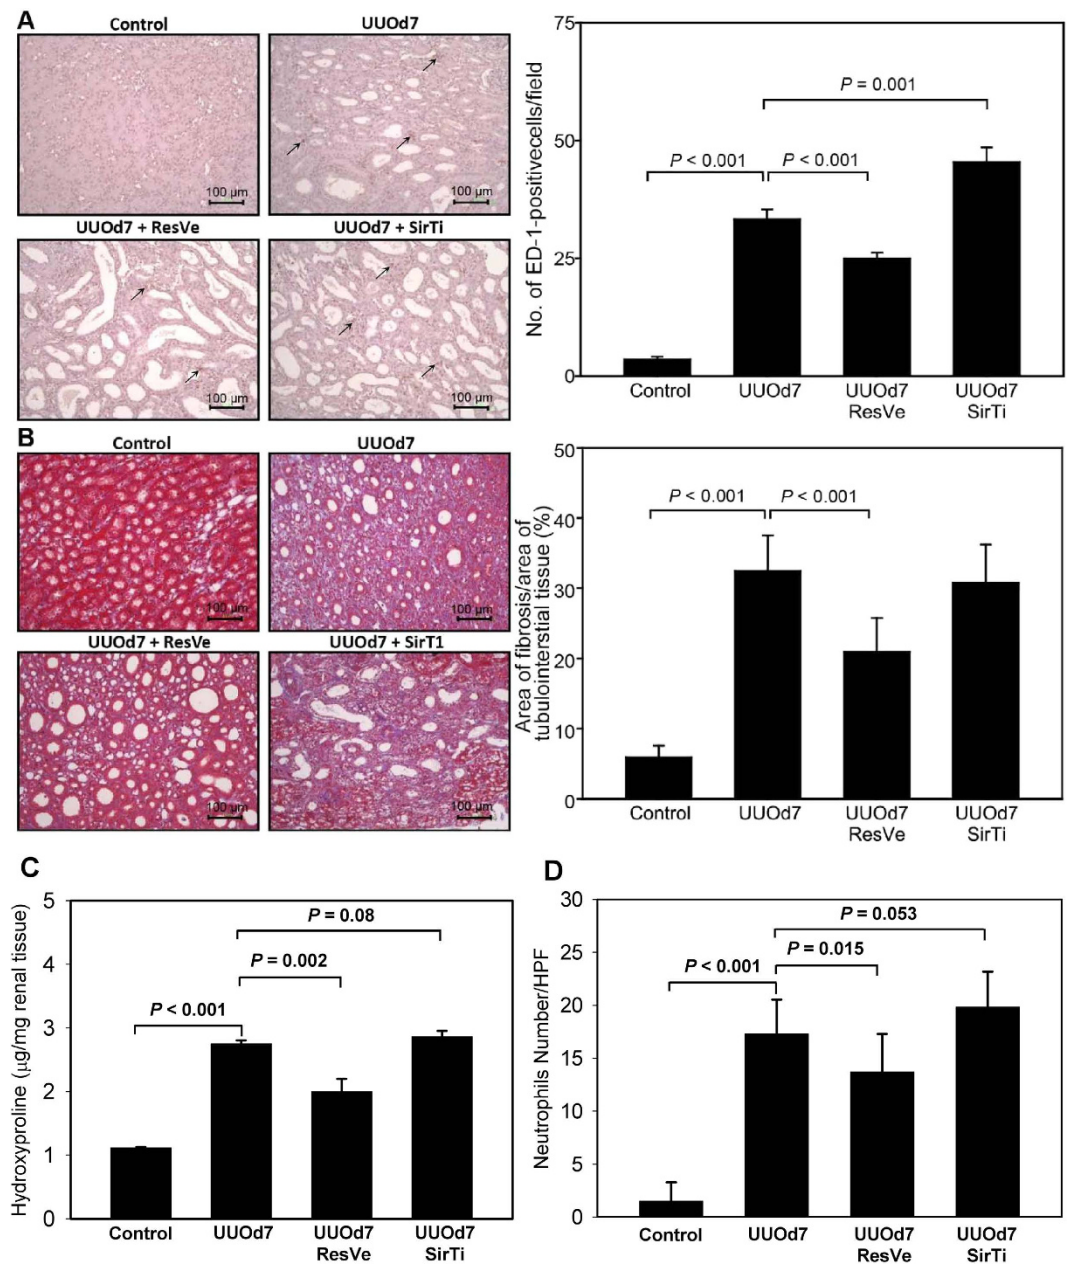 A
Control
UUOd7
100 µm
100 µm
UUOd7 + ResVe
UUOd7 + SirTi
100 µm
100 µm
No. of ED-1-positivecells/field
75
50
25
0
P = 0.001
P < 0.001
P < 0.001
Control
UUOd7
UUOd7
ResVe
UUOd7
SirTi
B
Control
UUOd7
100 µm
100 µm
UUOd7 + ResVe
UUOd7 + SirT1
100 µm
100 µm
Area of fibrosis/area of
tubulointerstial tissue (%)
50
40
30
20
10
0
P < 0.001
P < 0.001
Control
UUOd7
UUOd7
ResVe
UUOd7
SirTi
C
Hydroxyproline (µg/mg renal tissue)
5
4
3
2
1
0
P = 0.08
P = 0.002
P < 0.001
Control
UUOd7
UUOd7
ResVe
UUOd7
SirTi
D
Neutrophils Number/HPF
30
25
20
15
10
5
0
P = 0.053
P = 0.015
P < 0.001
Control
UUOd7
UUOd7
ResVe
UUOd7
SirTi